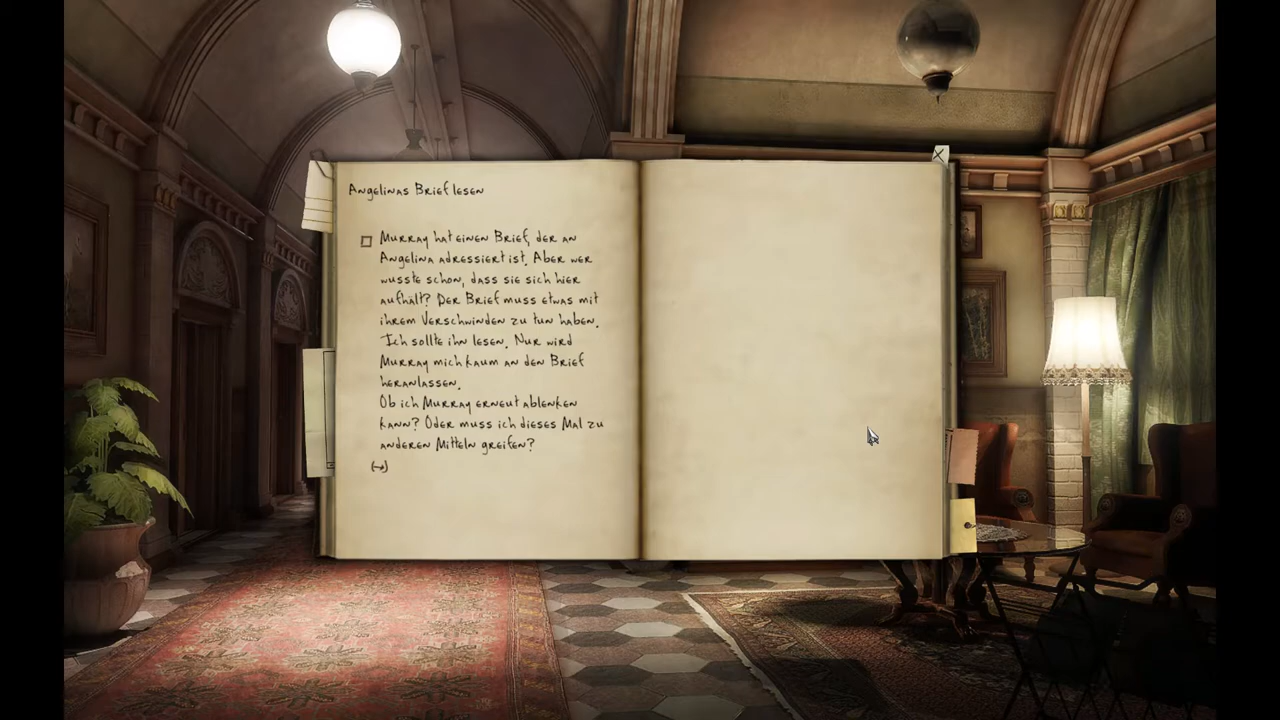 Angelinas Brief lesen
Murray hat einen Brief, der an
Angelina adressiert ist. Aber wer
wusste schon, dass sie sich hier
aufhält? Der Brief muss etwas mit
ihrem Verschwinden zu tun haben.
Ich sollte ihn lesen. Nur wird
Murray mich kaum an den Brief
heranlassen.
Ob ich Murray erneut ablenken
kann? Oder muss ich dieses Mal zu
anderen Mitteln greifen?
(→)
X